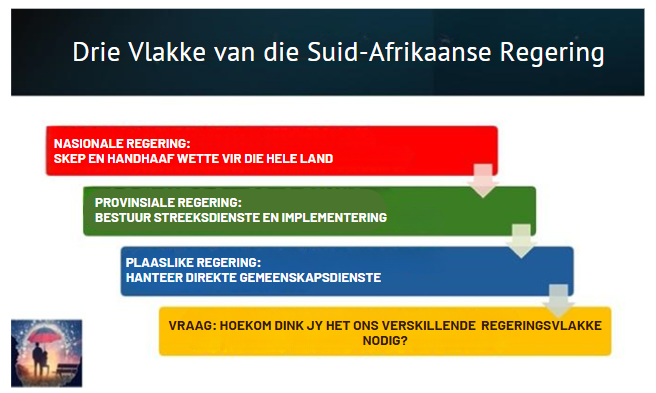 Drie Vlakke van die Suid-Afrikaanse Regering
NASIONALE REGERING:
SKEP EN HANDHAAF WETTE VIR DIE HELE LAND
PROVINSIALE REGERING:
BESTUUR STREEKSDIENSTE EN IMPLEMENTERING
PLAASLIKE REGERING:
HANTEER DIREKTE GEMEENSKAPSDIENSTE
VRAAG: HOEKOM DINK JY HET ONS VERSKILLENDE REGERINGSVLAKKE
NODIG?